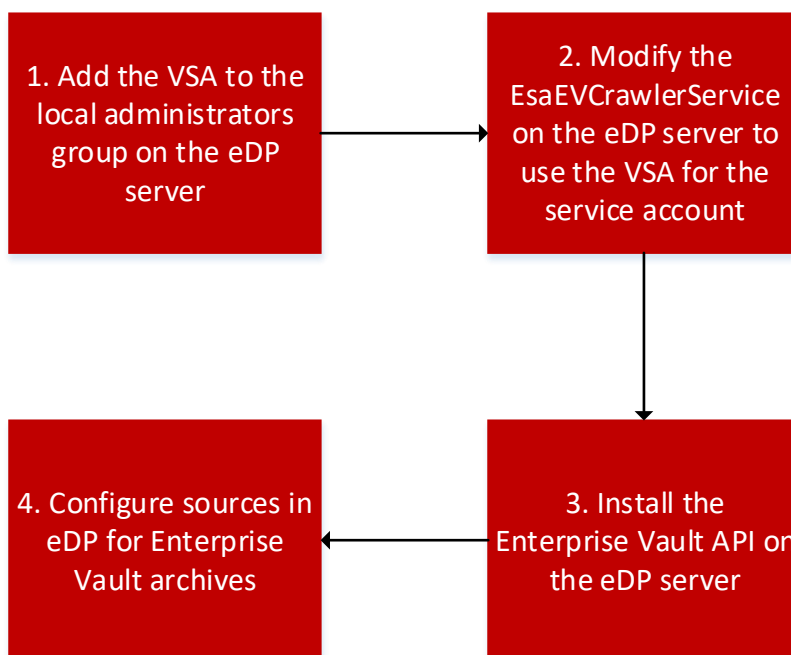 1. Add the VSA to the
local administrators
group on the eDP
server
2. Modify the
EsaEVCrawlerService
on the eDP server to
use the VSA for the
service account
3. Install the
Enterprise Vault API on
the eDP server
4. Configure sources in
eDP for Enterprise
Vault archives